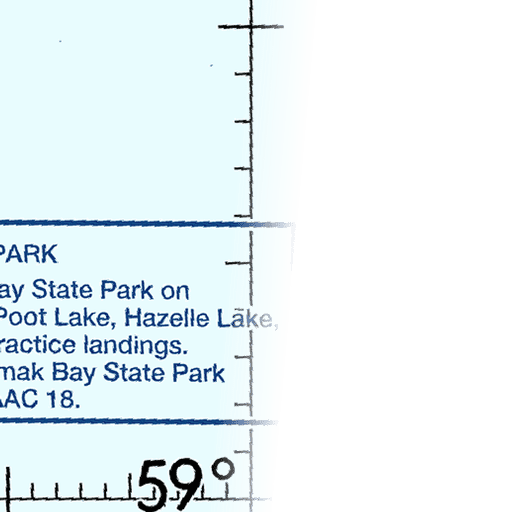 PARK
ay State Park on
Poot Lake, Hazelle Lake,
ractice landings.
mak Bay State Park
AAC 18.
59°